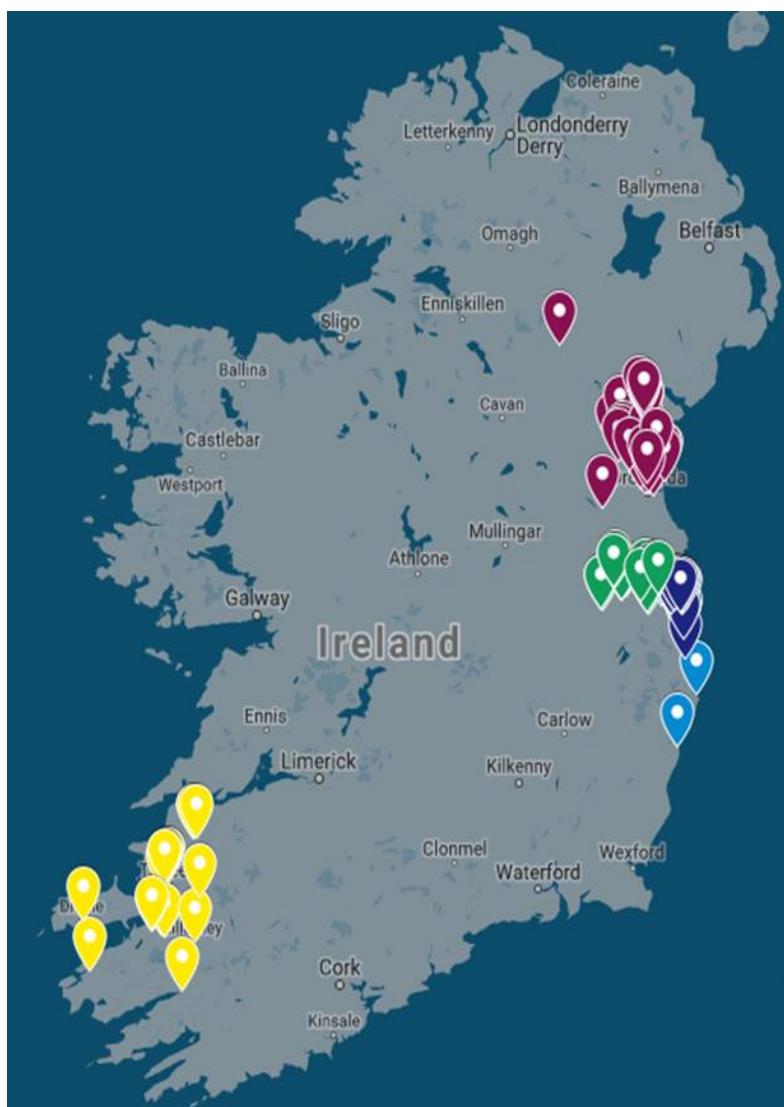 Coleraine
Letterkenny
Londonderry
Derry
Ballymena
Omagh
Belfast
Enniskillen
Sligo
Ballina
Cavan
Castlebar
Westport
Mullingar
Athlone
Galway
Ireland
Ennis
Carlow
Limerick
Kilkenny
Clonmel
Wexford
Waterford
Cork
Kinsale